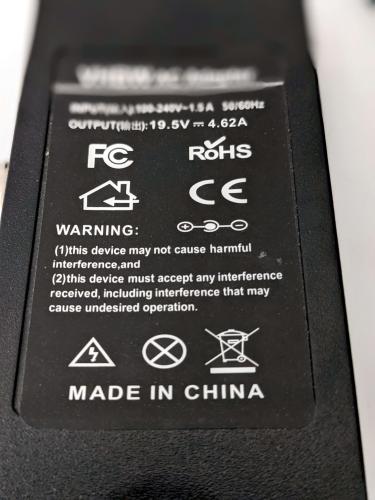 AC Adapter
INPUT(输入):100-240V~1.5A 50/60Hz
OUTPUT(输出):19.5V⎓4.62A
FC
RoHS
CE
WARNING:
(1)this device may not cause harmful
interference,and
(2)this device must accept any interference
received, including interference that may
cause undesired operation.
MADE IN CHINA